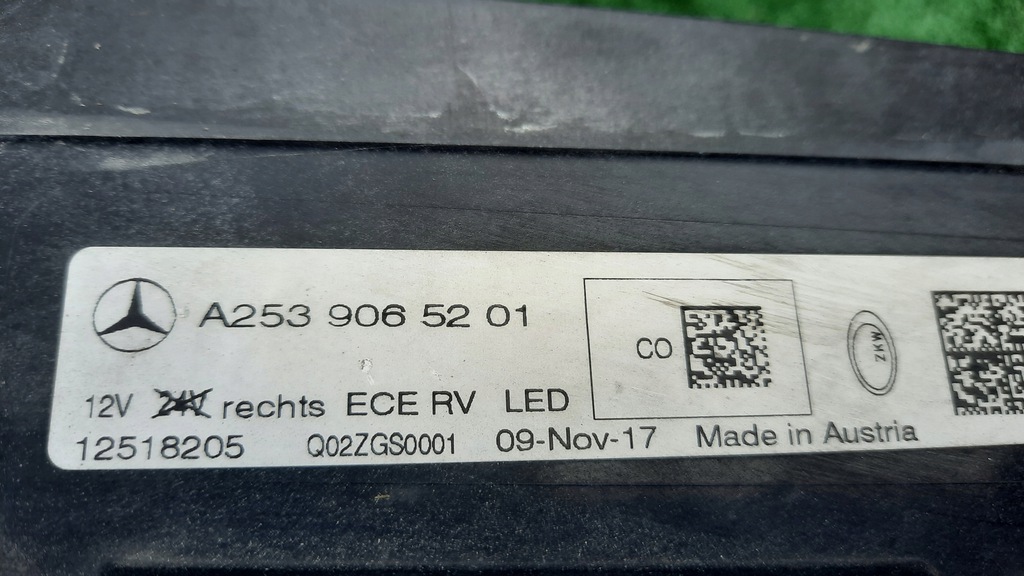 A253 906 52 01
CO
ZKW
12V 24V rechts ECE RV LED
12518205 Q02ZGS0001 09-Nov-17 Made in Austria